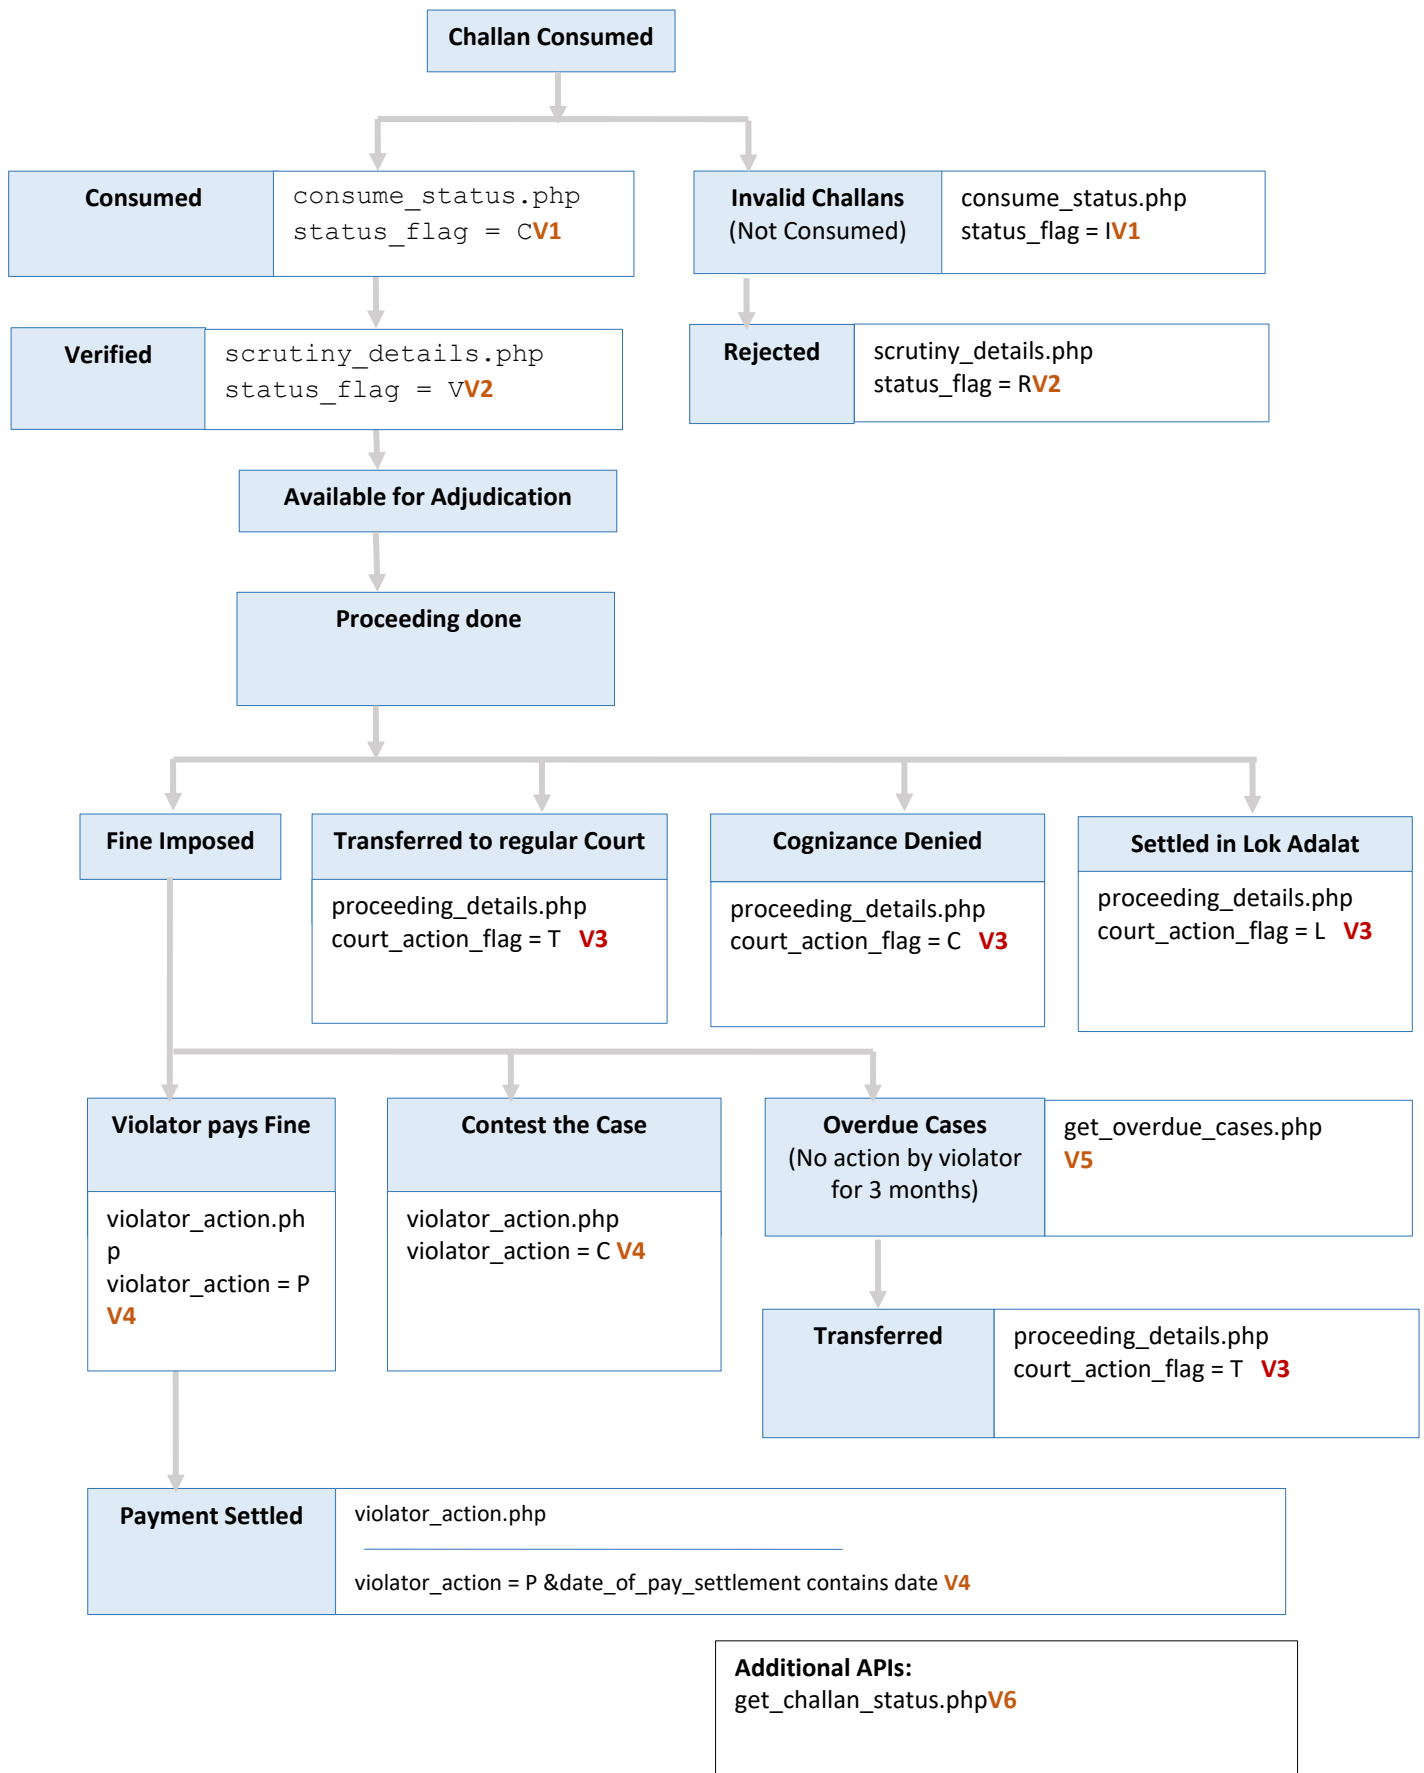 Challan Consumed
Consumed
consume_status.php
status_flag = CV1
Invalid Challans
(Not Consumed)
consume_status.php
status_flag = IV1
Verified
scrutiny_details.php
status_flag = VV2
Rejected
scrutiny_details.php
status_flag = RV2
Available for Adjudication
Proceeding done
Fine Imposed
Transferred to regular Court
proceeding_details.php
court_action_flag = T V3
Cognizance Denied
proceeding_details.php
court_action_flag = C V3
Settled in Lok Adalat
proceeding_details.php
court_action_flag = L V3
Violator pays Fine
violator_action.ph
p
violator_action = P
V4
Contest the Case
violator_action.php
violator_action = C V4
Overdue Cases
(No action by violator
for 3 months)
get_overdue_cases.php
V5
Transferred
proceeding_details.php
court_action_flag = T V3
Payment Settled
violator_action.php
violator_action = P &date_of_pay_settlement contains date V4
Additional APIs:
get_challan_status.phpV6